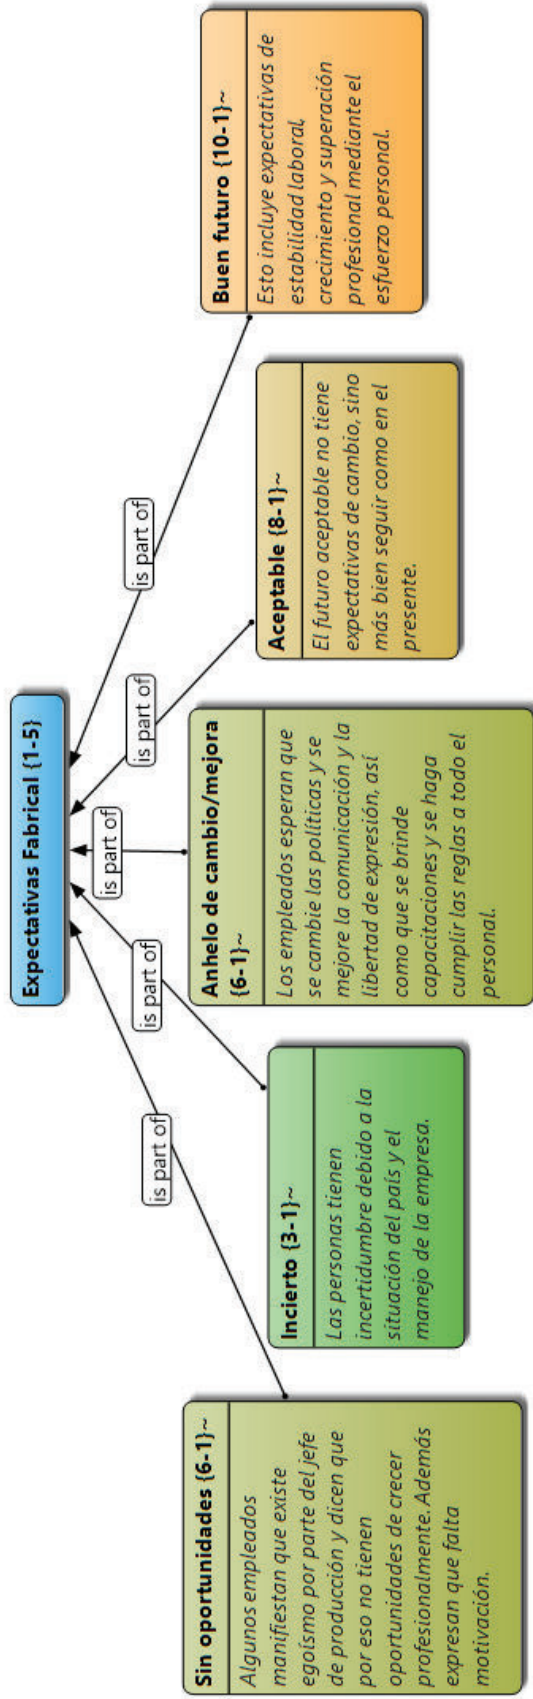 Expectativas Fabrical {1-5}
is part of
is part of
is part of
is part of
is part of
Sin oportunidades {6-1}~
Algunos empleados
manifiestan que existe
egoísmo por parte del jefe
de producción y dicen que
por eso no tienen
oportunidades de crecer
profesionalmente. Además
expresan que falta
motivación.
Incierto {3-1}~
Las personas tienen
incertidumbre debido a la
situación del país y el
manejo de la empresa.
Anhelo de cambio/mejora
{6-1}~
Los empleados esperan que
se cambie las políticas y se
mejore la comunicación y la
libertad de expresión, así
como que se brinde
capacitaciones y se haga
cumplir las reglas a todo el
personal.
Aceptable {8-1}~
El futuro aceptable no tiene
expectativas de cambio, sino
más bien seguir como en el
presente.
Buen futuro {10-1}~
Esto incluye expectativas de
estabilidad laboral,
crecimiento y superación
profesional mediante el
esfuerzo personal.